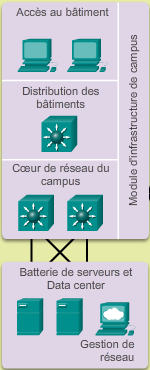 Accès au bâtiment
Distribution des
bâtiments
Cœur de réseau du
campus
Module d'infrastructure de campus
Batterie de serveurs et
Data center
Gestion de
réseau